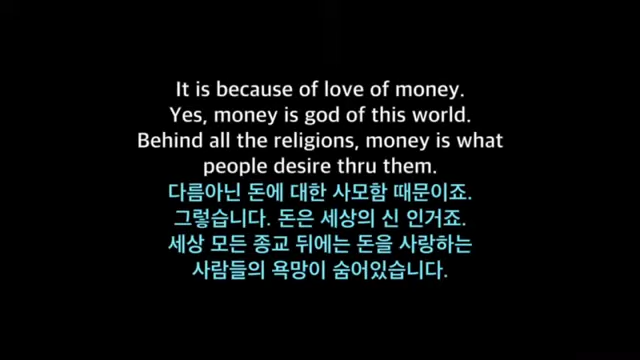 It is because of love of money.
Yes, money is god of this world.
Behind all the religions, money is what
people desire thru them.
다름아닌 돈에 대한 사모함 때문이죠.
그렇습니다. 돈은 세상의 신 인거죠.
세상 모든 종교 뒤에는 돈을 사랑하는
사람들의 욕망이 숨어있습니다.